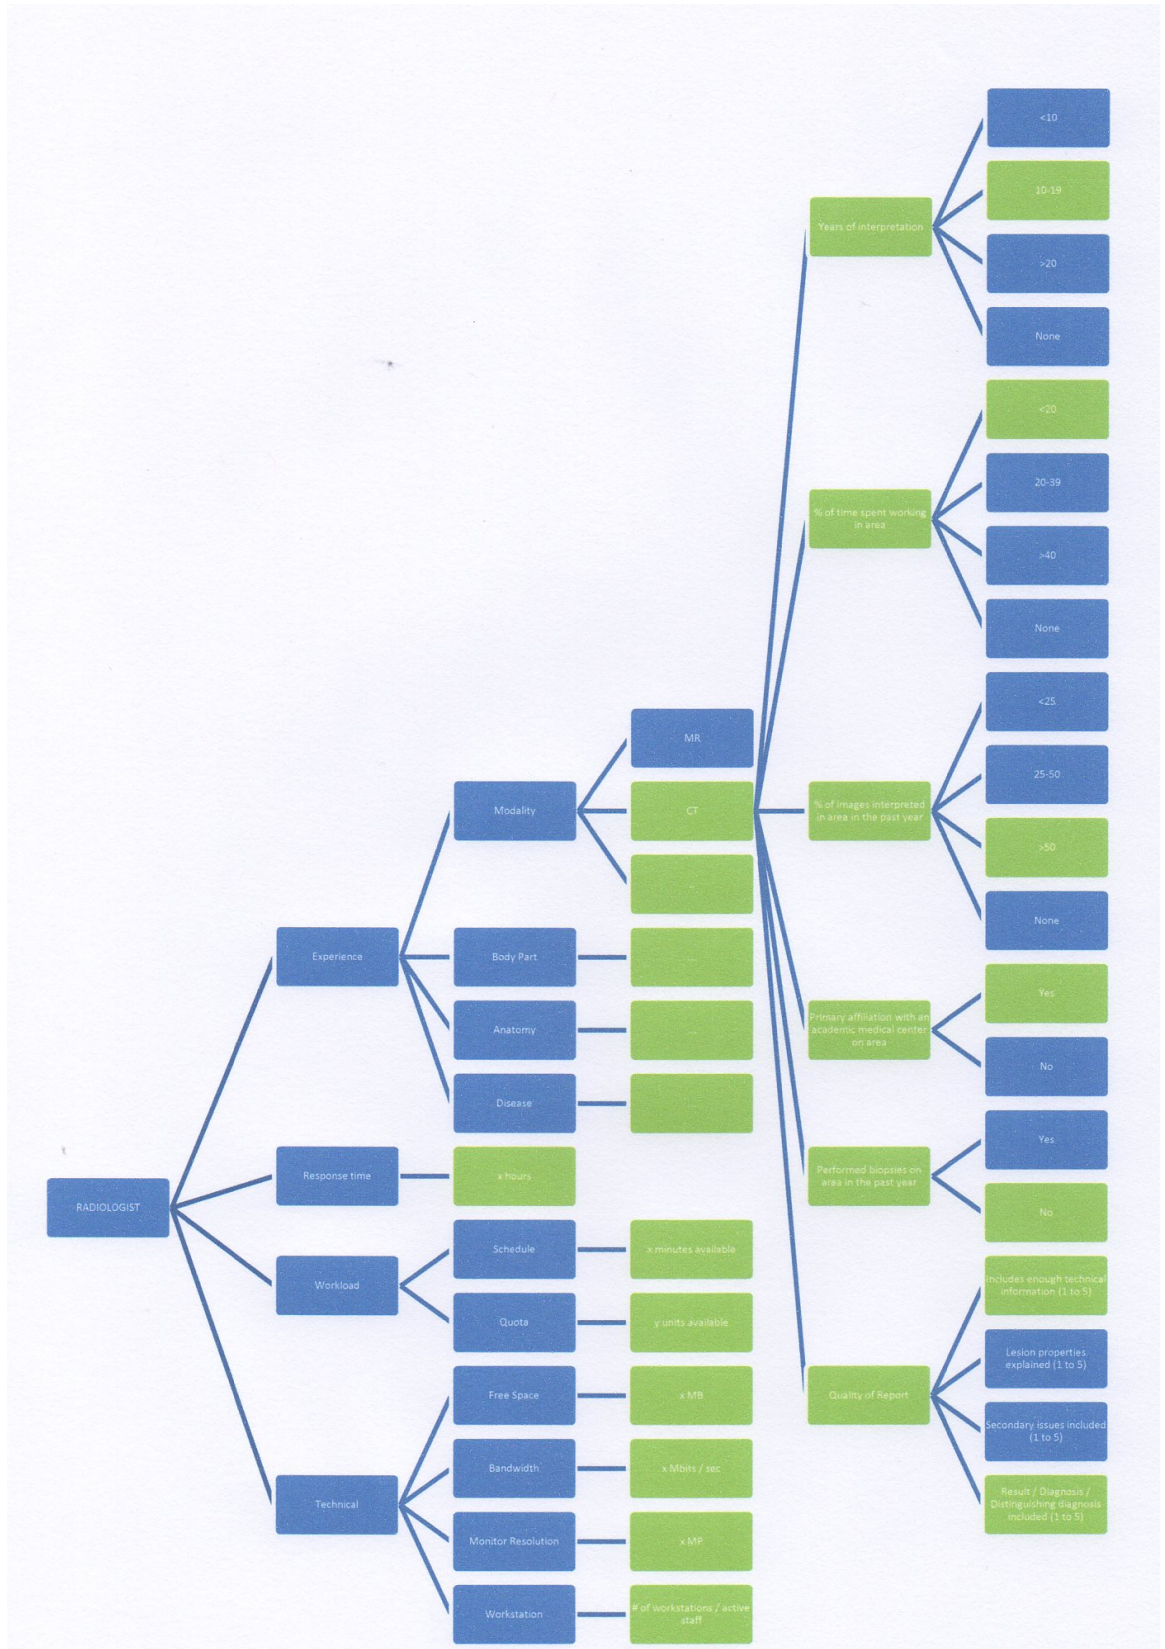 <10
10-19
>20
None
Years of interpretation
<20
20-39
>40
None
% of time spent working
in area
<25
25-50
>50
None
% of images interpreted
in area in the past year
Yes
No
Primary affiliation with an
academic medical center
on area
Yes
No
Performed biopzies on
area in the past year
Includes enough technical
information (1 to 5)
Lesion properties
explained (1 to 5)
Secondary issues included
(1 to 5)
Result / Diagnosis /
Distinguishing diagnosis
included (1 to 5)
Quality of Report
MR
CT
...
Modality
Body Part
...
Anatomy
...
Disease
...
Experience
Response time
x hours
RADIOLOGIST
Workload
Schedule
x minutes available
Quota
y units available
Technical
Free Space
x MB
Bandwidth
x Mbits / sec
Monitor Resolution
x MP
Workstation
# of workstations / active
staff